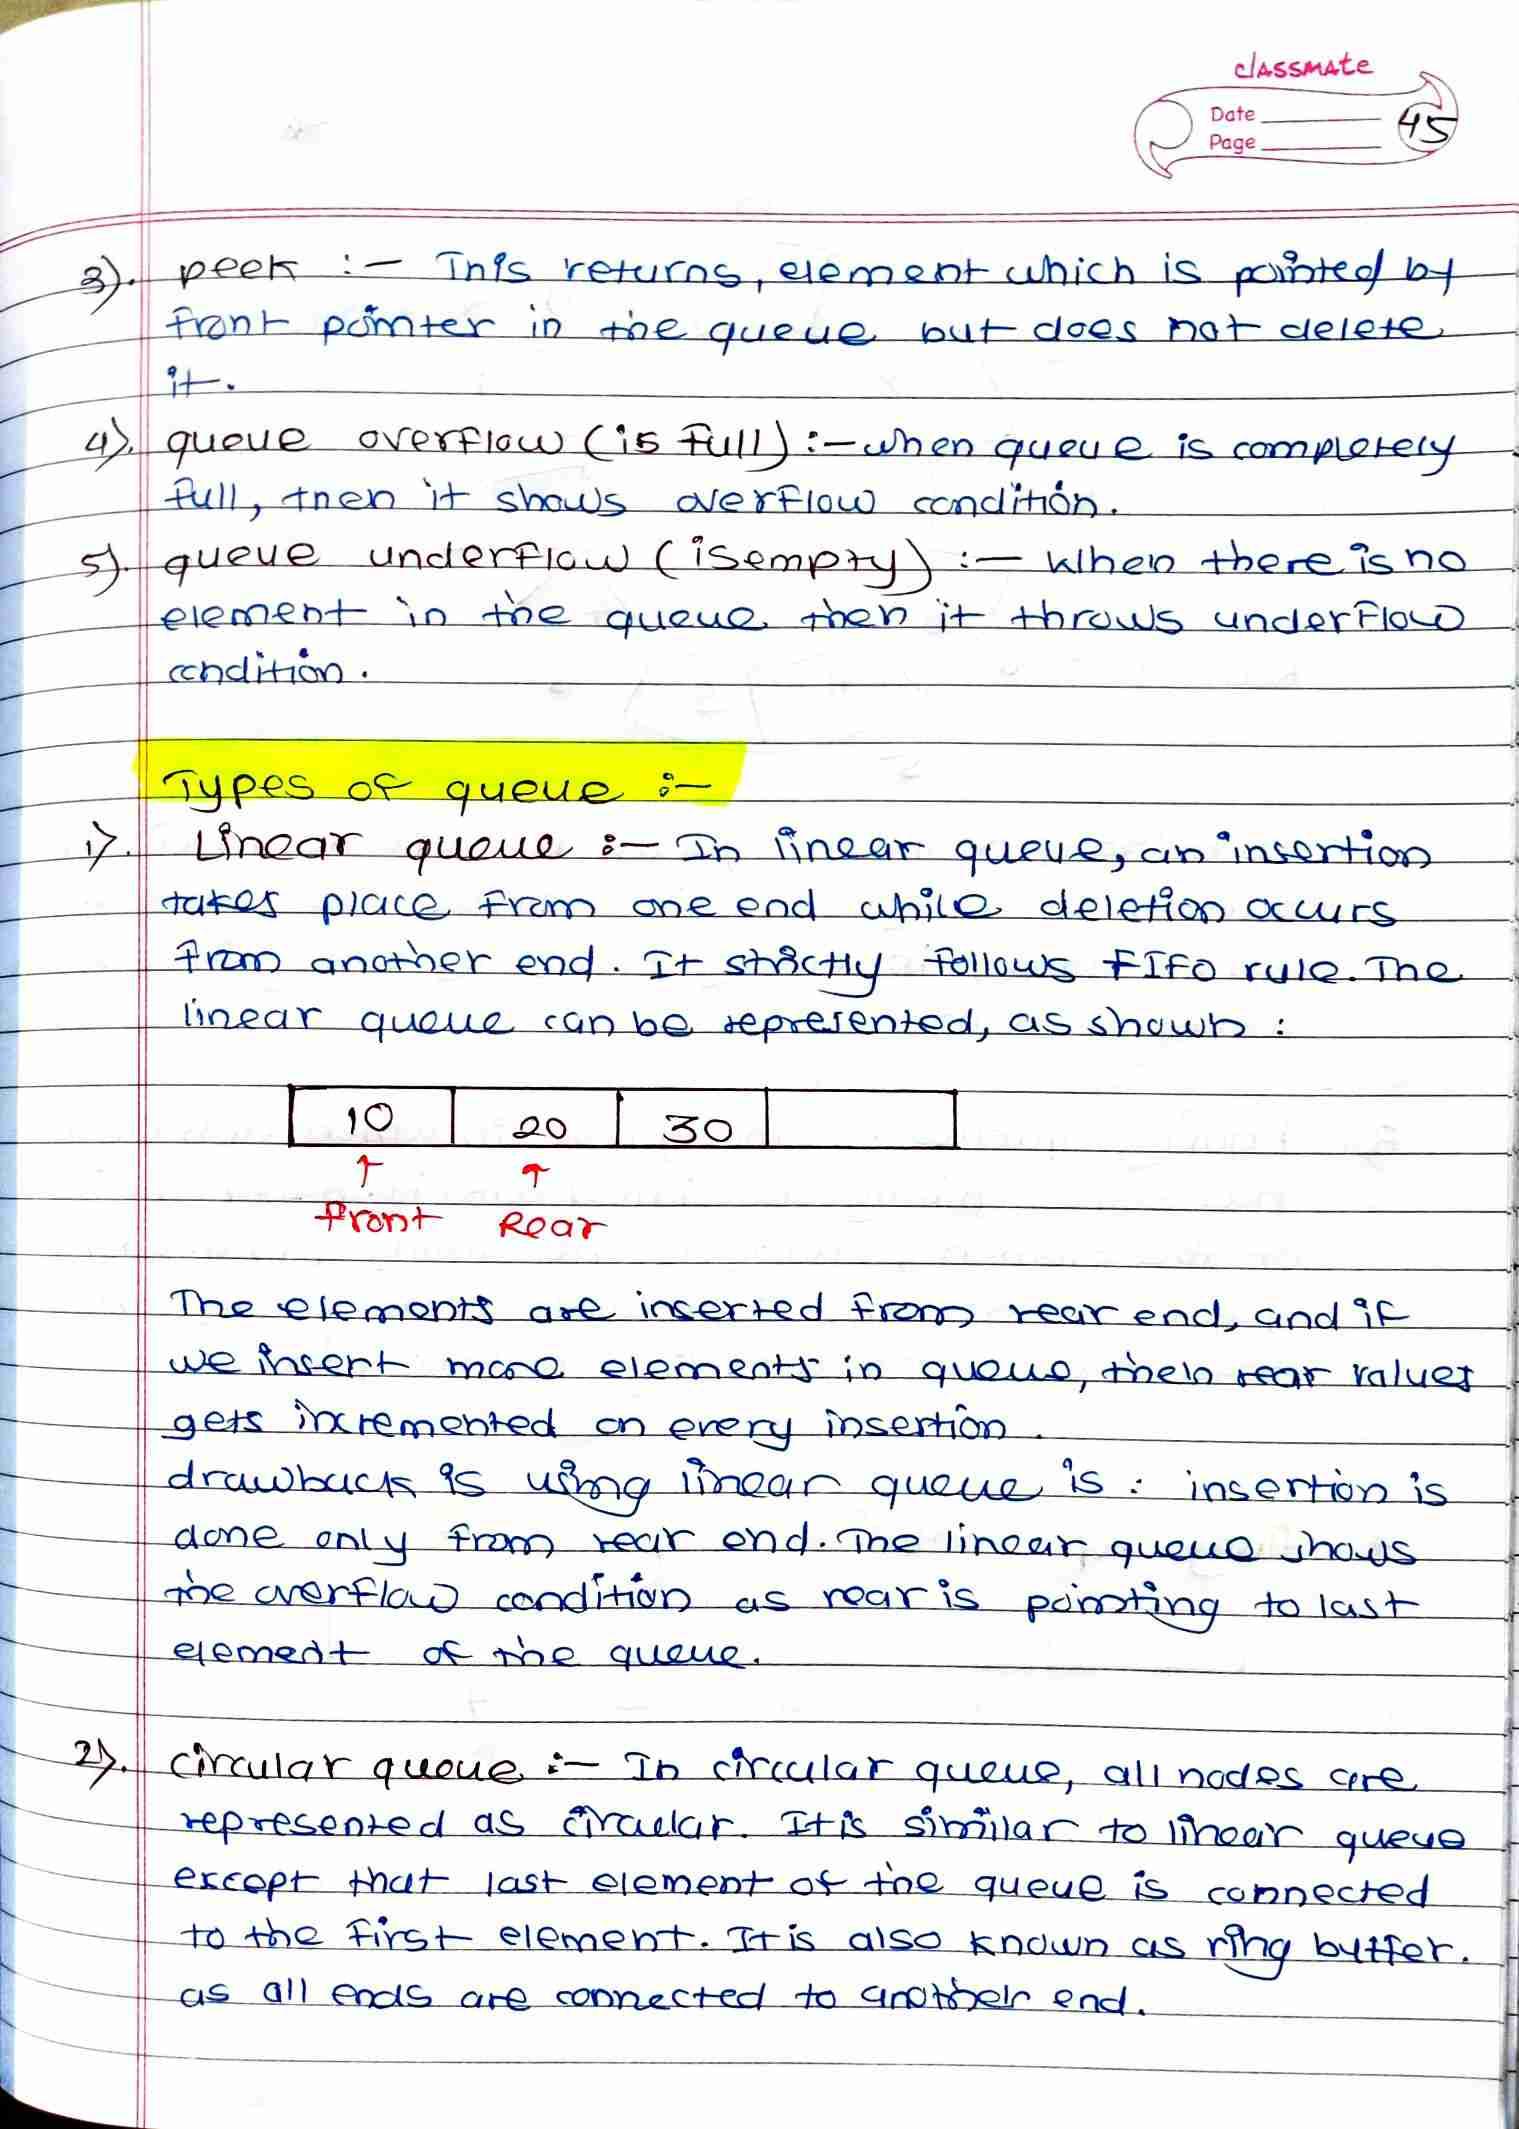 classmate
Date
Page
45
3). peek :- This returns, element which is pointed by
front pointer in the queue but does not delete
it.
4). queue overflow (is full) :- when queue is completely
full, then it shows overflow condition.
5). queue underflow (isempty) :- When there is no
element in the queue then it throws underflow
condition.
Types of queue :-
1). Linear queue :- In linear queue, an insertion
takes place from one end while deletion occurs
from another end. It strictly follows FIFO rule. The
linear queue can be represented, as shown :
10 20 30
↑ ↑
front Rear
The elements are inserted from rear end, and if
we insert more elements in queue, then rear values
gets incremented on every insertion.
drawback is using linear queue is : insertion is
done only from rear end. The linear queue shows
the overflow condition as rear is pointing to last
element of the queue.
2). circular queue :- In circular queue, all nodes are
represented as circular. It is similar to linear queue
except that last element of the queue is connected
to the first element. It is also known as ring buffer.
as all ends are connected to another end.